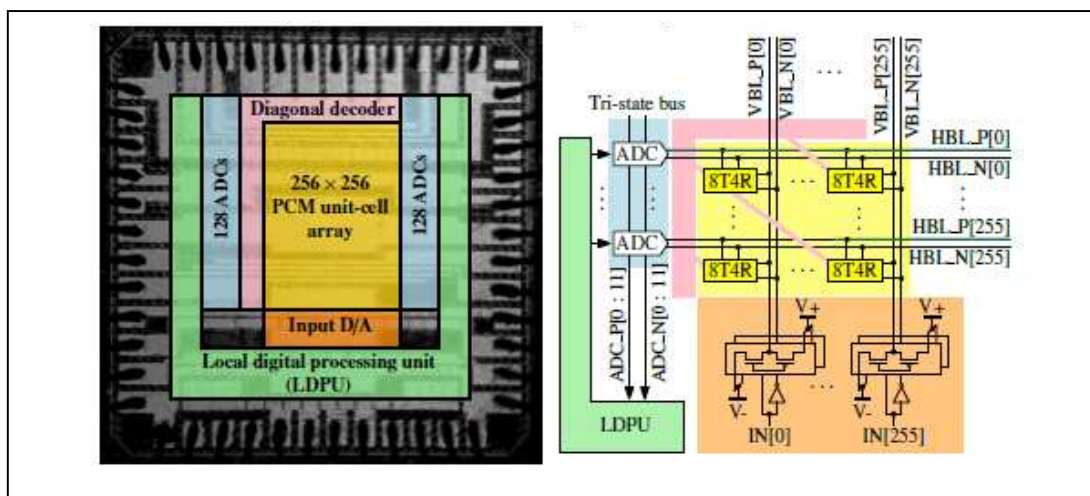 Diagonal decoder
128 ADCs
256 × 256
PCM unit-cell
array
128 ADCs
Input D/A
Local digital processing unit
(LDPU)
Tri-state bus
VBL_P[0]
VBL_N[0]
...
VBL_P[255]
VBL_N[255]
ADC
8T4R
...
8T4R
HBL_P[0]
HBL_N[0]
ADC
8T4R
...
8T4R
HBL_P[255]
HBL_N[255]
ADC_P[0 : 11]
ADC_N[0 : 11]
LDPU
V+
V+
V-
...
V-
IN[0]
IN[255]